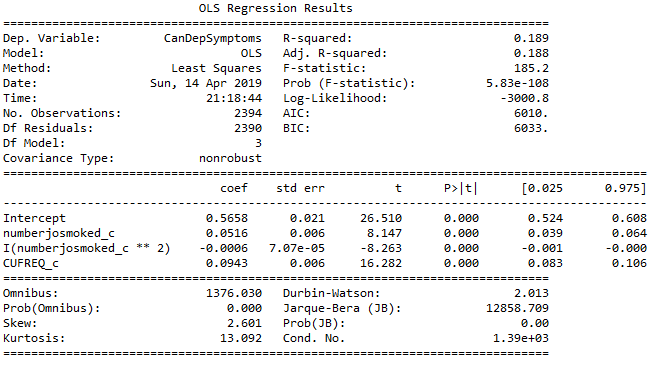 OLS Regression Results
==============================================================================
Dep. Variable: CanDepSymptoms R-squared: 0.189
Model: OLS Adj. R-squared: 0.188
Method: Least Squares F-statistic: 185.2
Date: Sun, 14 Apr 2019 Prob (F-statistic): 5.83e-108
Time: 21:18:44 Log-Likelihood: -3000.8
No. Observations: 2394 AIC: 6010.
Df Residuals: 2390 BIC: 6033.
Df Model: 3
Covariance Type: nonrobust
============================================================================================
coef std err t P>|t| [0.025 0.975]
--------------------------------------------------------------------------------------------
Intercept 0.5658 0.021 26.510 0.000 0.524 0.608
numberjosmoked_c 0.0516 0.006 8.147 0.000 0.039 0.064
I(numberjosmoked_c ** 2) -0.0006 7.07e-05 -8.263 0.000 -0.001 -0.000
CUFREQ_c 0.0943 0.006 16.282 0.000 0.083 0.106
==============================================================================
Omnibus: 1376.030 Durbin-Watson: 2.013
Prob(Omnibus): 0.000 Jarque-Bera (JB): 12858.709
Skew: 2.601 Prob(JB): 0.00
Kurtosis: 13.092 Cond. No. 1.39e+03
==============================================================================